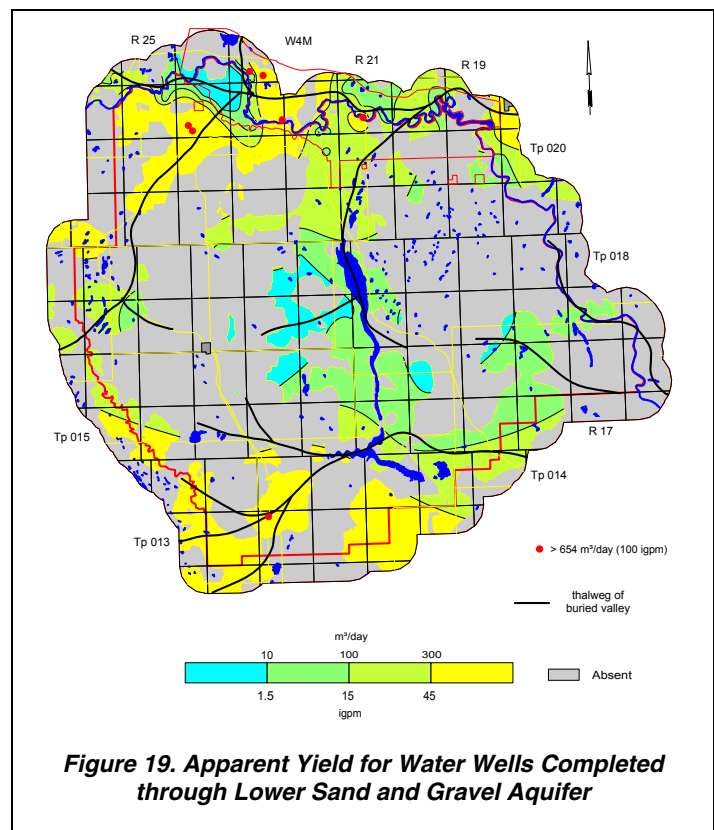 R 25
W4M
R 21
R 19
Tp 020
Tp 018
R 17
Tp 015
Tp 014
Tp 013
> 654 m³/day (100 igpm)
thalweg of
buried valley
m³/day
10 100 300
1.5 15 45
igpm
Absent
Figure 19. Apparent Yield for Water Wells Completed
through Lower Sand and Gravel Aquifer